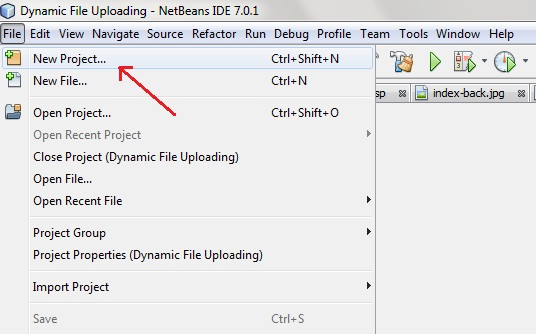 Dynamic File Uploading - NetBeans IDE 7.0.1
File Edit View Navigate Source Refactor Run Debug Profile Team Tools Window Help
New Project... Ctrl+Shift+N
New File... Ctrl+N
sp index-back.jpg
Open Project... Ctrl+Shift+O
Open Recent Project
Close Project (Dynamic File Uploading)
Open File...
Open Recent File
Project Group
Project Properties (Dynamic File Uploading)
Import Project
Save Ctrl+S